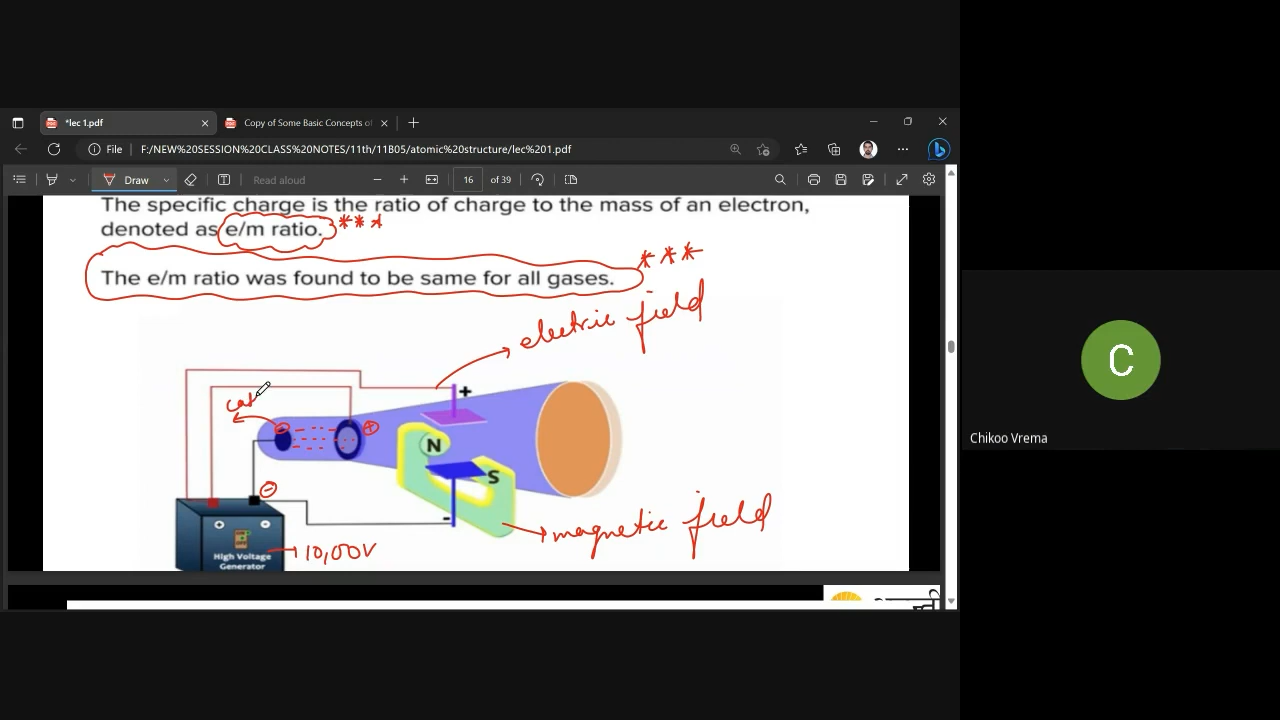 *lec 1.pdf
Copy of Some Basic Concepts of
File
F:/NEW%20SESSION%20CLASS%20NOTES/11th/11B05/atomic%20structure/lec%201.pdf
Draw
Read aloud
16 of 39
The specific charge is the ratio of charge to the mass of an electron,
denoted as e/m ratio. ***
The e/m ratio was found to be same for all gases. ***
electric field
cat
+
+
-
N
S
-
-
+ -
High Voltage
Generator
10,000V
magnetic field
C
Chikoo Vrema